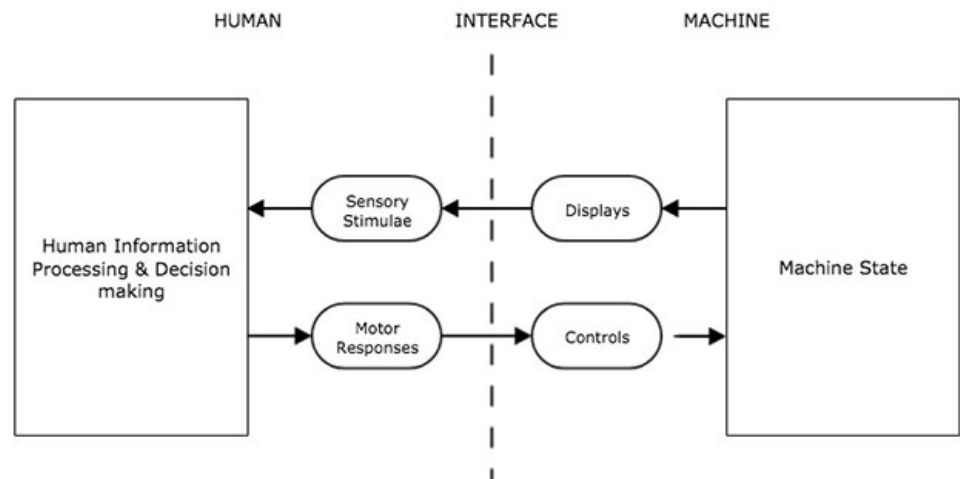 HUMAN
INTERFACE
MACHINE
Sensory
Stimulae
Displays
Human Information
Processing & Decision
making
Machine State
Motor
Responses
Controls